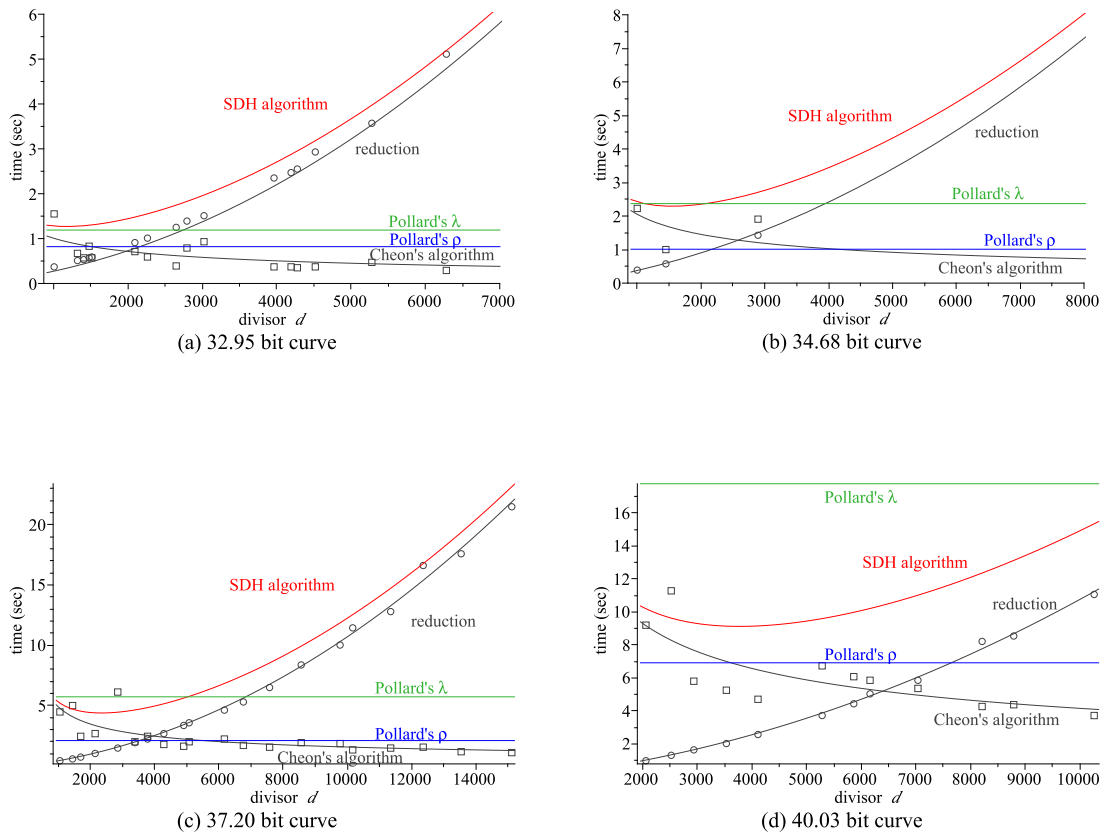 6
5
4
3
2
1
0
time (sec)
SDH algorithm
reduction
Pollard's λ
Pollard's ρ
Cheon's algorithm
2000
3000
4000
5000
6000
7000
divisor d
(a) 32.95 bit curve
8
7
6
5
4
3
2
1
0
time (sec)
SDH algorithm
reduction
Pollard's λ
Pollard's ρ
Cheon's algorithm
1000
2000
3000
4000
5000
6000
7000
8000
divisor d
(b) 34.68 bit curve
20
15
10
5
time (sec)
SDH algorithm
reduction
Pollard's λ
Pollard's ρ
Cheon's algorithm
2000
4000
6000
8000
10000
12000
14000
divisor d
(c) 37.20 bit curve
16
14
12
10
8
6
4
2
time (sec)
Pollard's λ
SDH algorithm
reduction
Pollard's ρ
Cheon's algorithm
2000
3000
4000
5000
6000
7000
8000
9000
10000
divisor d
(d) 40.03 bit curve